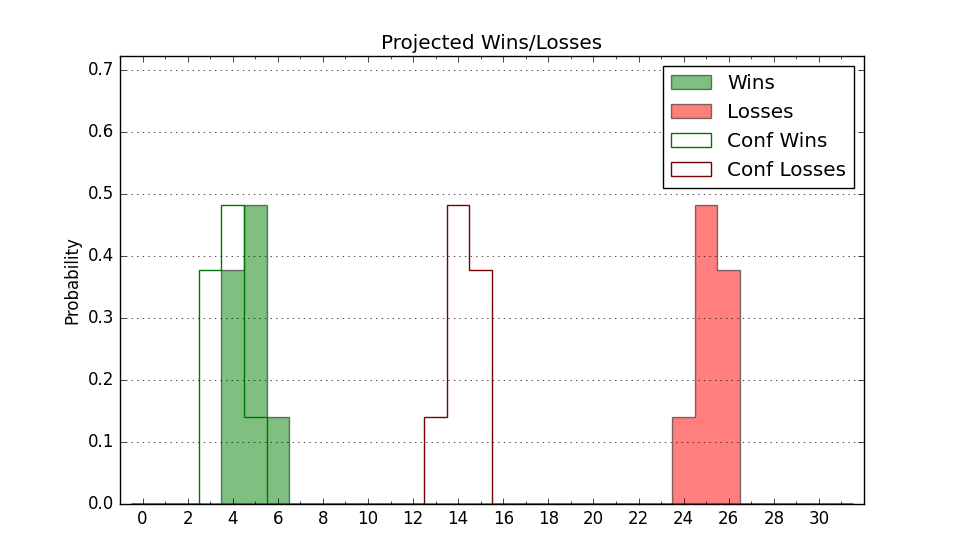 Projected Wins/Losses
Probability
0.7
0.6
0.5
0.4
0.3
0.2
0.1
0.0
0 2 4 6 8 10 12 14 16 18 20 22 24 26 28 30
Wins
Losses
Conf Wins
Conf Losses